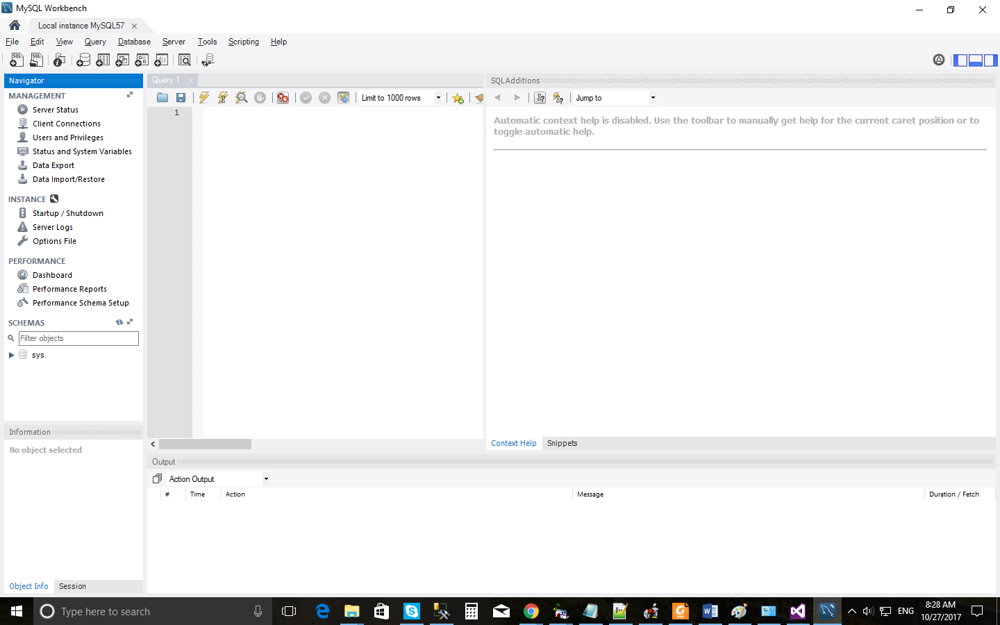 MySQL Workbench
Local instance MySQL57
File Edit View Query Database Server Tools Scripting Help
Navigator
MANAGEMENT
Server Status
Client Connections
Users and Privileges
Status and System Variables
Data Export
Data Import/Restore
INSTANCE
Startup / Shutdown
Server Logs
Options File
PERFORMANCE
Dashboard
Performance Reports
Performance Schema Setup
SCHEMAS
Filter objects
sys
Information
No object selected
Object Info Session
Query 1
Limit to 1000 rows
1
SQLAdditions
Jump to
Automatic context help is disabled. Use the toolbar to manually get help for the current caret position or to
toggle automatic help.
Context Help Snippets
Output
Action Output
# Time Action Message Duration / Fetch
Type here to search
ENG
8:28 AM
10/27/2017